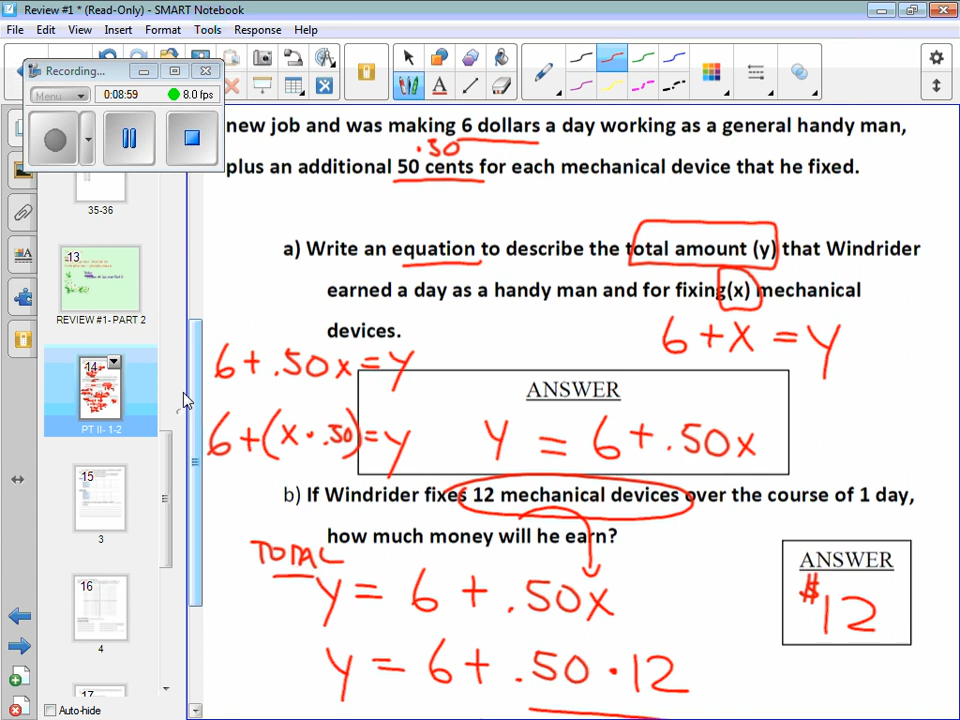 Review #1 * (Read-Only) - SMART Notebook
File Edit View Insert Format Tools Response Help
Recording...
Menu 0:08:59 8.0 fps
new job and was making 6 dollars a day working as a general handy man,
.50
plus an additional 50 cents for each mechanical device that he fixed.
a) Write an equation to describe the total amount (y) that Windrider
earned a day as a handy man and for fixing(x) mechanical
devices.
6 + x = y
6 + .50x = y
ANSWER
6 + (x • .50) = y
y = 6 + .50x
b) If Windrider fixes 12 mechanical devices over the course of 1 day,
how much money will he earn?
TOTAL
y = 6 + .50x
ANSWER
$12
y = 6 + .50 • 12
35-36
13
REVIEW #1- PART 2
14
PT II- 1-2
15
3
16
4
17
Auto-hide